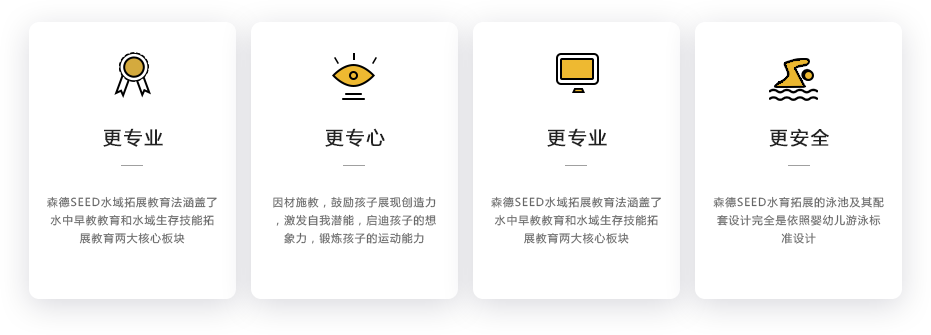 更专业
森德SEED水域拓展教育法涵盖了
水中早教教育和水域生存技能拓
展教育两大核心板块
更专心
因材施教，鼓励孩子展现创造力
，激发自我潜能，启迪孩子的想
象力，锻炼孩子的运动能力
更专业
森德SEED水域拓展教育法涵盖了
水中早教教育和水域生存技能拓
展教育两大核心板块
更安全
森德SEED水育拓展的泳池及其配
套设计完全是依照婴幼儿游泳标
准设计